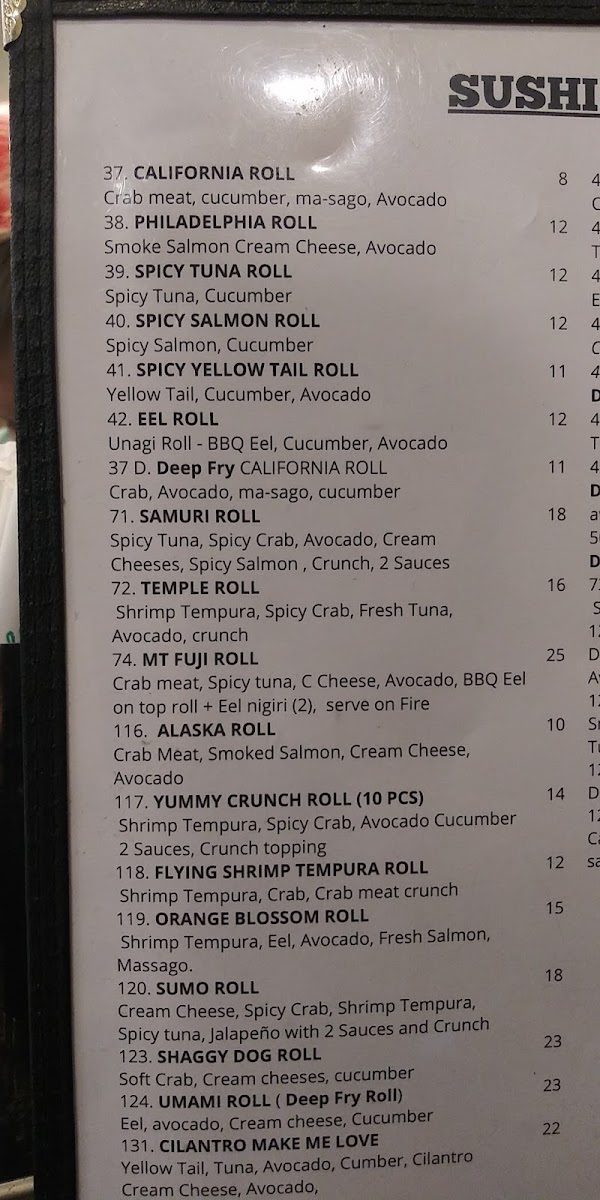 SUSHI
37. CALIFORNIA ROLL 8
Crab meat, cucumber, ma-sago, Avocado
38. PHILADELPHIA ROLL 12
Smoke Salmon Cream Cheese, Avocado
39. SPICY TUNA ROLL 12
Spicy Tuna, Cucumber
40. SPICY SALMON ROLL 12
Spicy Salmon, Cucumber
41. SPICY YELLOW TAIL ROLL 11
Yellow Tail, Cucumber, Avocado
42. EEL ROLL 12
Unagi Roll - BBQ Eel, Cucumber, Avocado
37 D. Deep Fry CALIFORNIA ROLL 11
Crab, Avocado, ma-sago, cucumber
71. SAMURI ROLL 18
Spicy Tuna, Spicy Crab, Avocado, Cream
Cheeses, Spicy Salmon , Crunch, 2 Sauces
72. TEMPLE ROLL 16
Shrimp Tempura, Spicy Crab, Fresh Tuna,
Avocado, crunch
74. MT FUJI ROLL 25
Crab meat, Spicy tuna, C Cheese, Avocado, BBQ Eel
on top roll + Eel nigiri (2), serve on Fire
116. ALASKA ROLL 10
Crab Meat, Smoked Salmon, Cream Cheese,
Avocado
117. YUMMY CRUNCH ROLL (10 PCS) 14
Shrimp Tempura, Spicy Crab, Avocado Cucumber
2 Sauces, Crunch topping
118. FLYING SHRIMP TEMPURA ROLL 12
Shrimp Tempura, Crab, Crab meat crunch
119. ORANGE BLOSSOM ROLL 15
Shrimp Tempura, Eel, Avocado, Fresh Salmon,
Massago.
120. SUMO ROLL 18
Cream Cheese, Spicy Crab, Shrimp Tempura,
Spicy tuna, Jalapeño with 2 Sauces and Crunch
123. SHAGGY DOG ROLL 23
Soft Crab, Cream cheeses, cucumber
124. UMAMI ROLL ( Deep Fry Roll) 23
Eel, avocado, Cream cheese, Cucumber
131. CILANTRO MAKE ME LOVE 22
Yellow Tail, Tuna, Avocado, Cumber, Cilantro
Cream Cheese, Avocado,